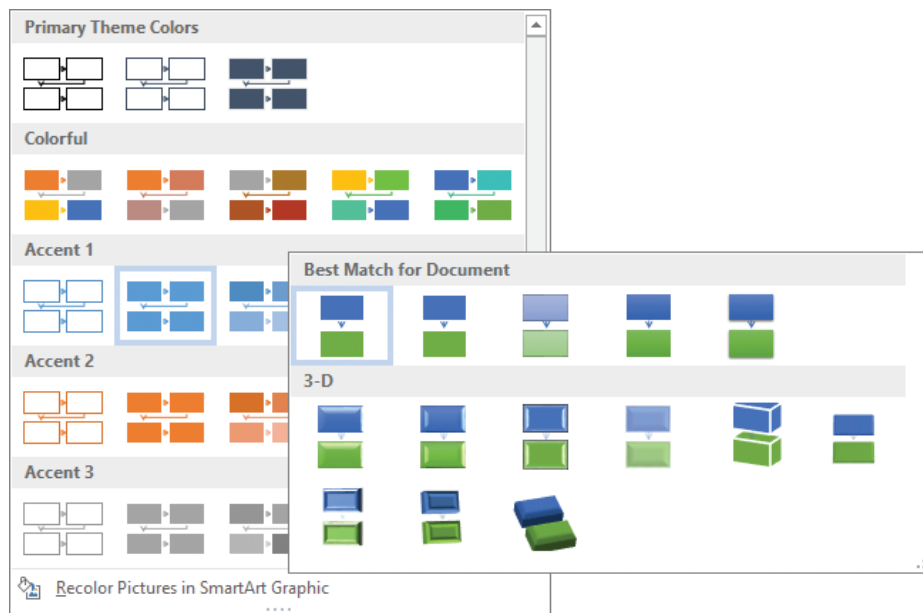 Primary Theme Colors
Colorful
Accent 1
Accent 2
Accent 3
Recolor Pictures in SmartArt Graphic
Best Match for Document
3-D